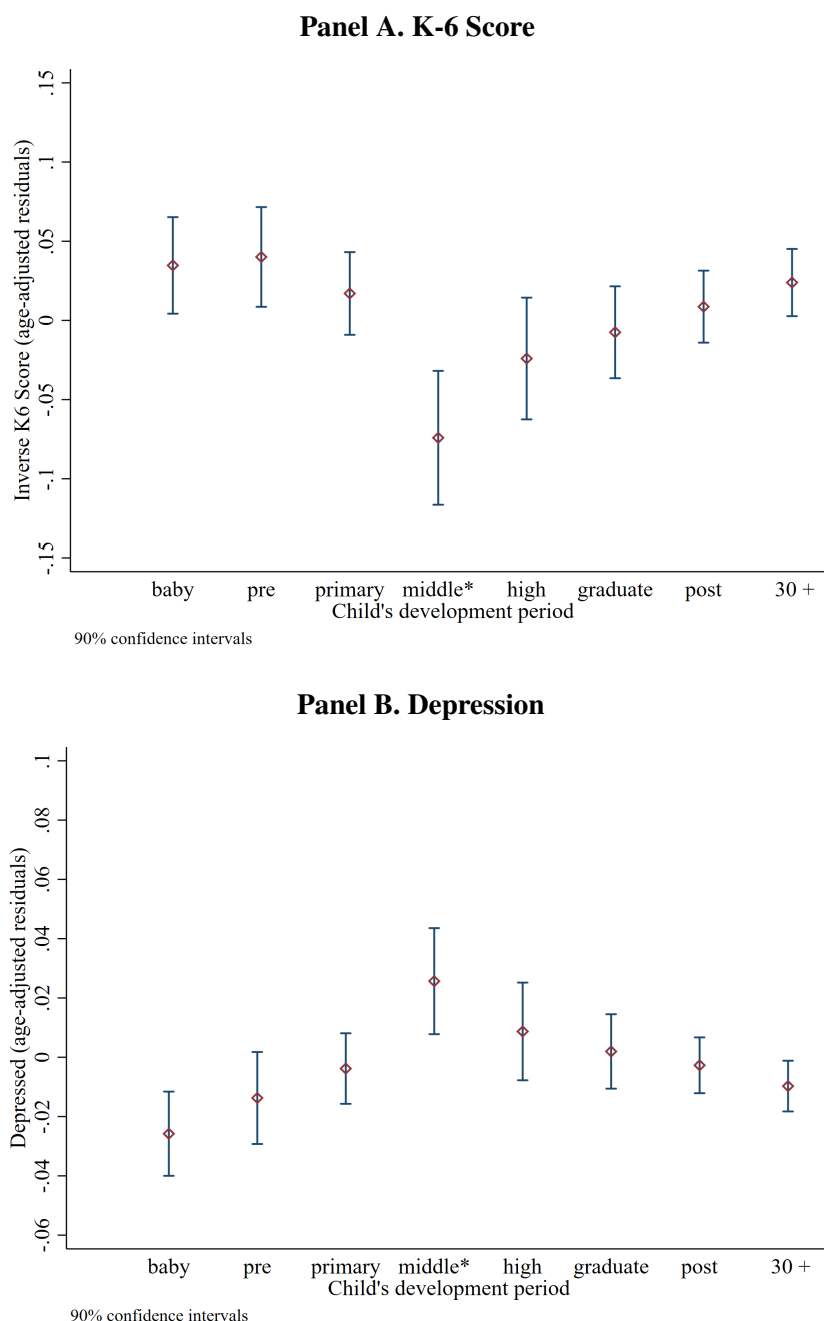 Panel A. K-6 Score
Inverse K6 Score (age-adjusted residuals)
.15
.1
.05
0
-.05
-.1
-.15
baby pre primary middle* high graduate post 30 +
Child's development period
90% confidence intervals
Panel B. Depression
Depressed (age-adjusted residuals)
.1
.08
.06
.04
.02
0
-.02
-.04
-.06
baby pre primary middle* high graduate post 30 +
Child's development period
90% confidence intervals